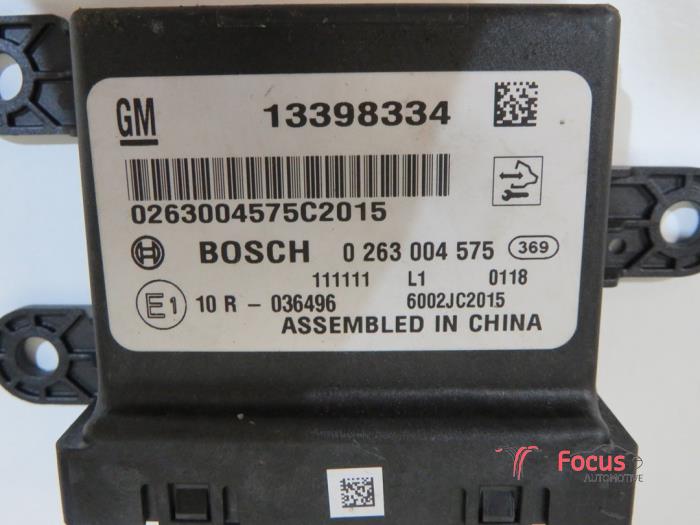 GM 13398334
0263004575C2015
BOSCH 0 263 004 575 369
111111 L1 0118
E1 10 R - 036496 6002JC2015
ASSEMBLED IN CHINA
Focus
AUTOMOTIVE